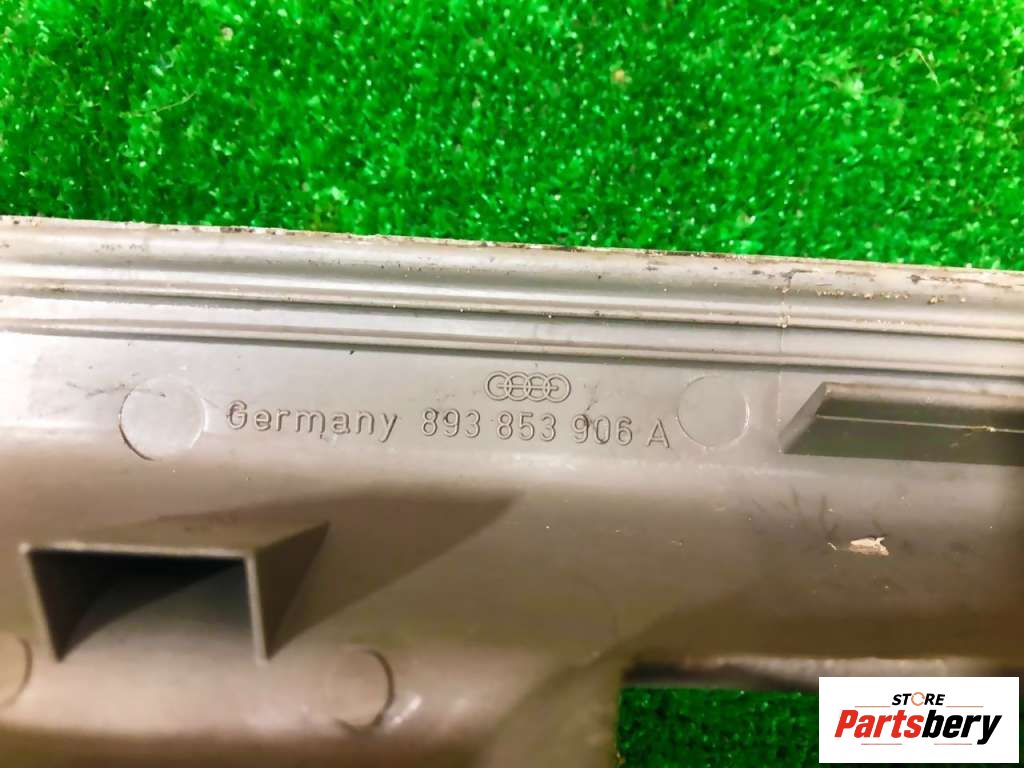 Germany 893 853 906 A
STORE
Partsbery